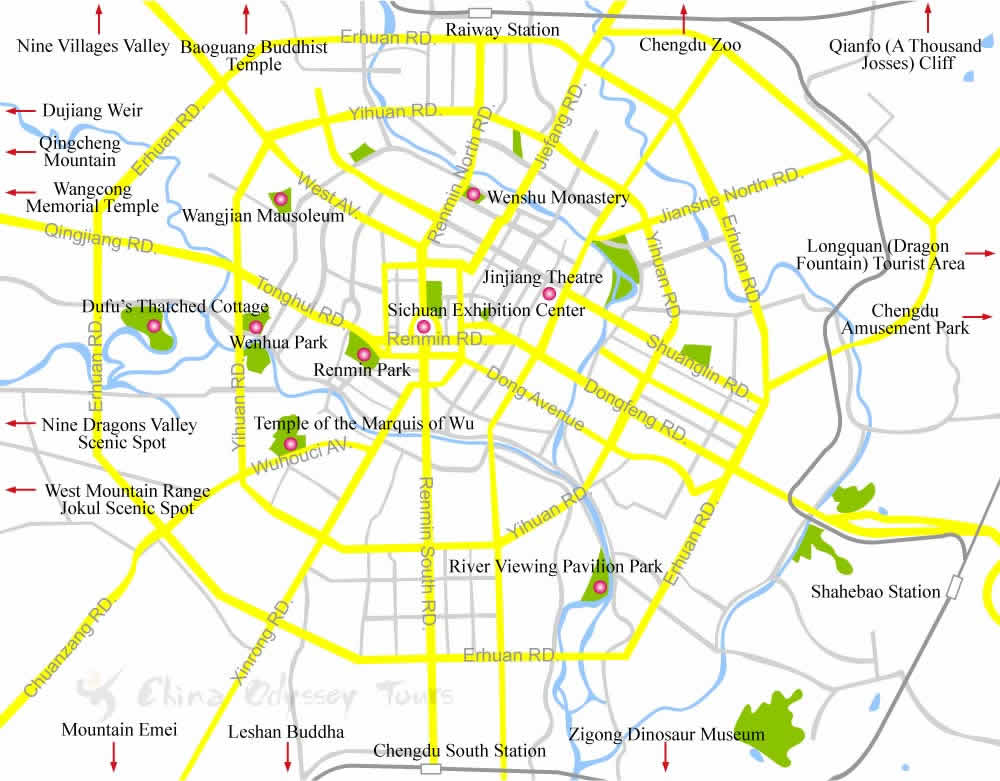 Raiway Station
Nine Villages Valley
Baoguang Buddhist
Temple
Erhuan RD.
Chengdu Zoo
Qianfo (A Thousand
Josses) Cliff
Dujiang Weir
Yihuan RD.
Jiefang RD.
Qingcheng
Mountain
Erhuan RD.
Renmin North RD.
Wangcong
Memorial Temple
West AV.
Wenshu Monastery
Jianshe North RD.
Wangjian Mausoleum
Qingjiang RD.
Yihuan RD.
Erhuan RD.
Longquan (Dragon
Fountain) Tourist Area
Jinjiang Theatre
Tonghui RD.
Dufu's Thatched Cottage
Sichuan Exhibition Center
Chengdu
Amusement Park
Wenhua Park
Renmin RD.
Shuanglin RD.
Renmin Park
Erhuan RD.
Yihuan RD.
Dong Avenue
Dongfeng RD.
Nine Dragons Valley
Scenic Spot
Temple of the Marquis of Wu
Wuhouci AV.
West Mountain Range
Jokul Scenic Spot
Renmin South RD.
Yihuan RD.
Erhuan RD.
River Viewing Pavilion Park
Shahebao Station
Chuanzang RD.
Xinrong RD.
Erhuan RD.
China Odyssey Tours
Mountain Emei
Leshan Buddha
Chengdu South Station
Zigong Dinosaur Museum